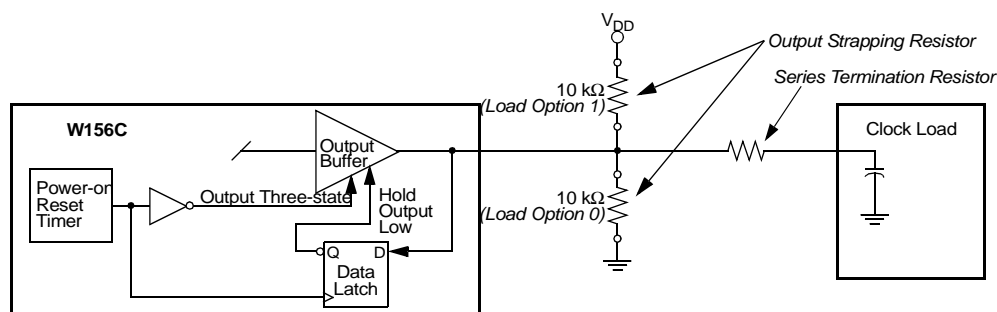 VDD
Output Strapping Resistor
Series Termination Resistor
10 kΩ
(Load Option 1)
W156C
Clock Load
Output
Buffer
Power-on
Reset
Timer
Output Three-state
Hold
Output
Low
10 kΩ
(Load Option 0)
Q
D
Data
Latch